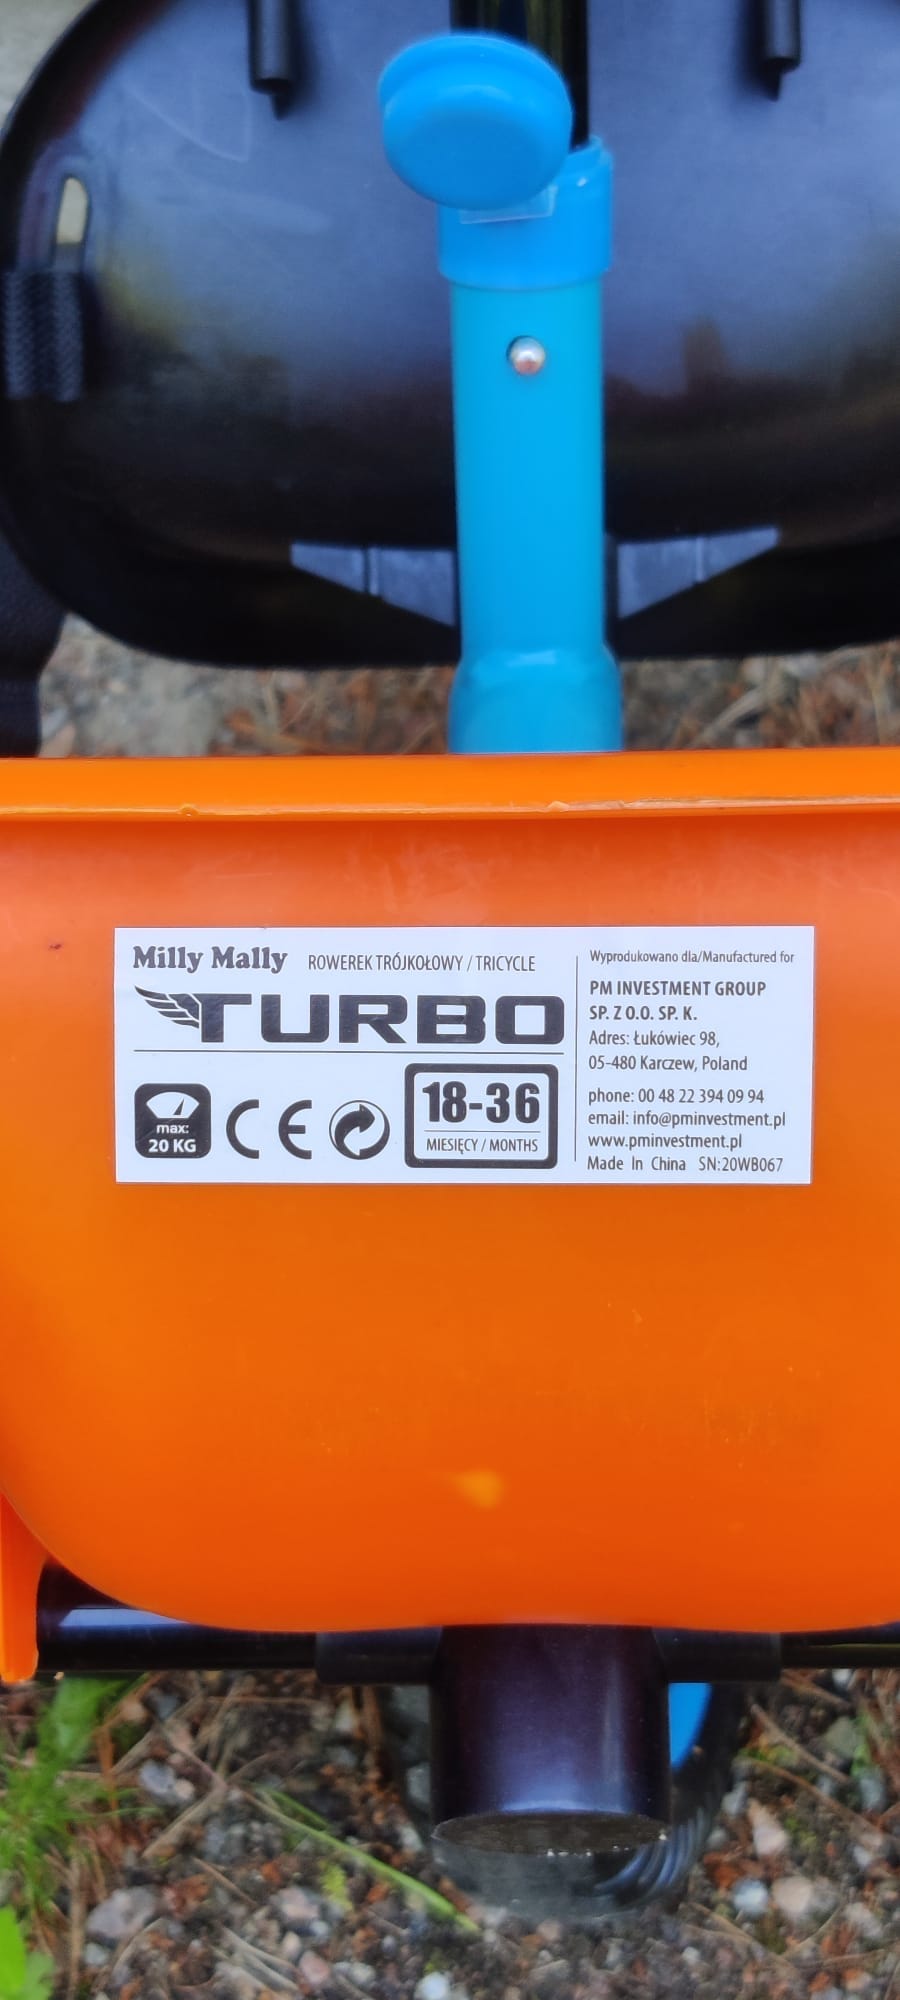 Milly Mally ROWEREK TRÓJKOŁOWY / TRICYCLE
TURBO
max:
20 KG
CE
18-36
MIESIĘCY / MONTHS
Wyprodukowano dla/Manufactured for
PM INVESTMENT GROUP
SP. Z O.O. SP. K.
Adres: Łukówiec 98,
05-480 Karczew, Poland
phone: 00 48 22 394 09 94
email: info@pminvestment.pl
www.pminvestment.pl
Made In China SN:20WB067